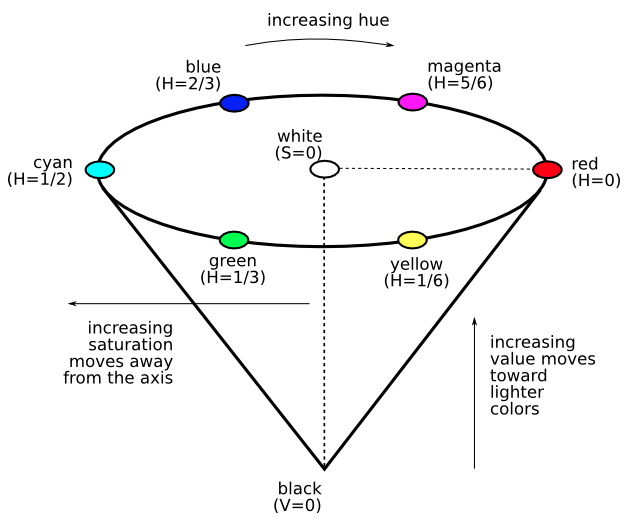 increasing hue
blue
(H=2/3)
magenta
(H=5/6)
white
(S=0)
cyan
(H=1/2)
red
(H=0)
green
(H=1/3)
yellow
(H=1/6)
increasing
saturation
moves away
from the axis
increasing
value moves
toward
lighter
colors
black
(V=0)